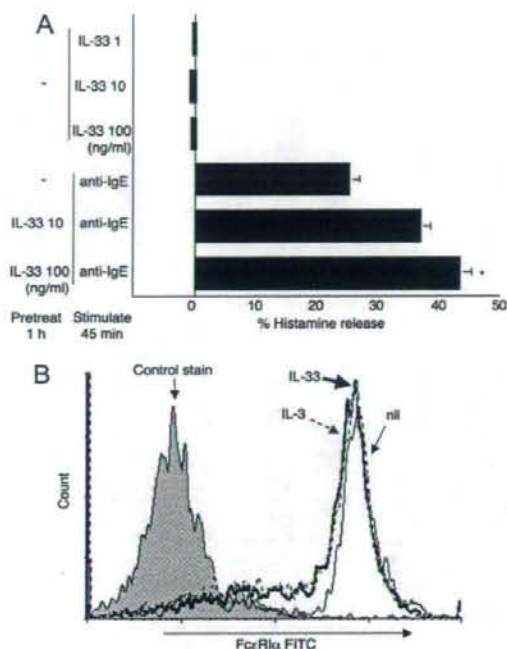 A
IL-33 1
- IL-33 10
IL-33 100
(ng/ml)
- anti-IgE
IL-33 10 anti-IgE
IL-33 100 anti-IgE
(ng/ml)
*
0 10 20 30 40 50
Pretreat Stimulate
1 h 45 min
% Histamine release
B
Control stain
IL-33
IL-3
nil
Count
FcεRIα FITC